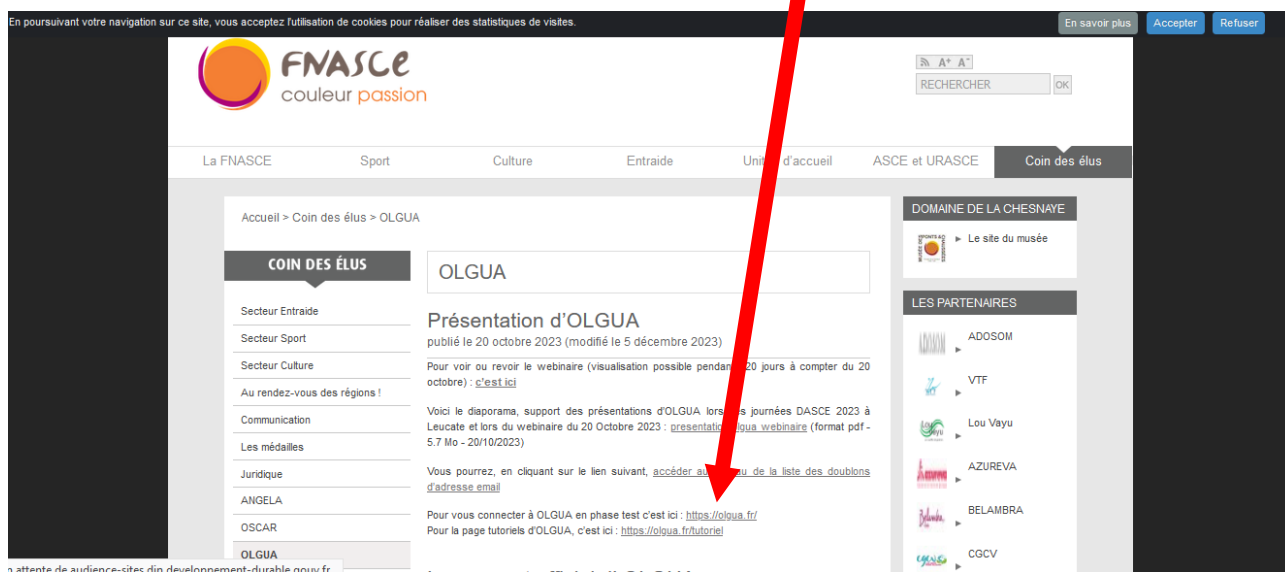 En poursuivant votre navigation sur ce site, vous acceptez l'utilisation de cookies pour réaliser des statistiques de visites.
En savoir plus
Accepter
Refuser
FNASCE
couleur passion
A+ A-
RECHERCHER
OK
La FNASCE
Sport
Culture
Entraide
d'accueil
ASCE et URASCE
Coin des élus
Accueil > Coin des élus > OLGUA
COIN DES ÉLUS
Secteur Entraide
Secteur Sport
Secteur Culture
Au rendez-vous des régions !
Communication
Les médailles
Juridique
ANGELA
OSCAR
OLGUA
OLGUA
Présentation d'OLGUA
publié le 20 octobre 2023 (modifié le 5 décembre 2023)
Pour voir ou revoir le webinaire (visualisation possible 20 jours à compter du 20
octobre) : c'est ici
Voici le diaporama, support des présentations d'OLGUA journées DASCE 2023 à
Leucate et lors du webinaire du 20 Octobre 2023 : webinaire (format pdf -
5.7 Mo - 20/10/2023)
Vous pourrez, en cliquant sur le lien suivant, accéder de la liste des doublons
d'adresse email
Pour vous connecter à OLGUA en phase test c'est ici : https://olgua.fr/
Pour la page tutoriels d'OLGUA, c'est ici : https://olgua.fr/tutoriel
DOMAINE DE LA CHESNAYE
Le site du musée
LES PARTENAIRES
ADOSOM
VTF
Lou Vayu
AZUREVA
BELAMBRA
CGCV
attente de audience-sites.din.developpement-durable.gouv.fr